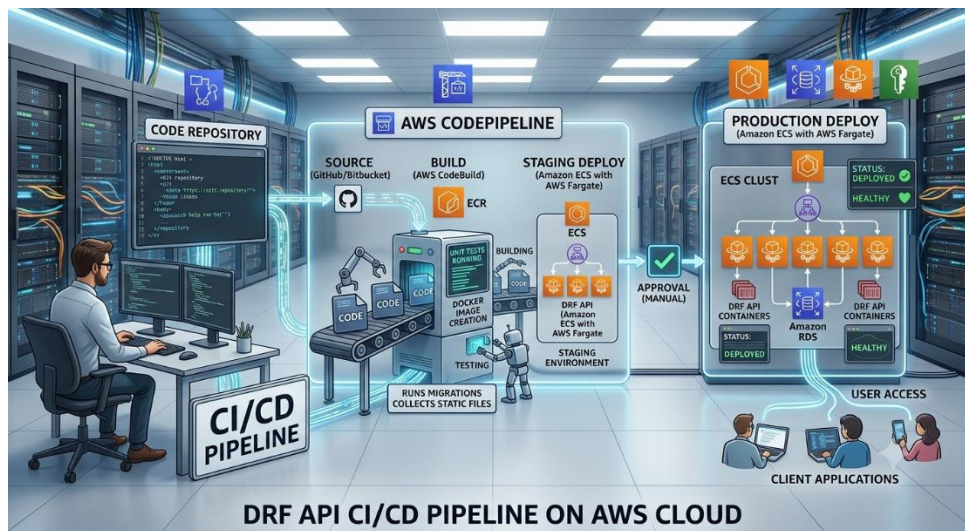 CODE REPOSITORY
AWS CODEPIPELINE
SOURCE
(GitHub/Bitbucket)
BUILD
(AWS CodeBuild)
ECR
STAGING DEPLOY
(Amazon ECS with
AWS Fargate)
ECS
UNIT TESTS
RUNNING
BUILDING
CODE
CODE
CODE
CODE
DOCKER
IMAGE
CREATION
TESTING
RUNS MIGRATIONS
COLLECTS STATIC FILES
DRF API
(Amazon
ECS with
AWS Fargate
STAGING
ENVIRONMENT
APPROVAL
(MANUAL)
PRODUCTION DEPLOY
(Amazon ECS with AWS Fargate)
ECS CLUST
STATUS:
DEPLOYED
HEALTHY
DRF API
CONTAINERS
Amazon
RDS
DRF API
CONTAINERS
STATUS:
DEPLOYED
HEALTHY
USER ACCESS
CLIENT APPLICATIONS
CI/CD
PIPELINE
DRF API CI/CD PIPELINE ON AWS CLOUD